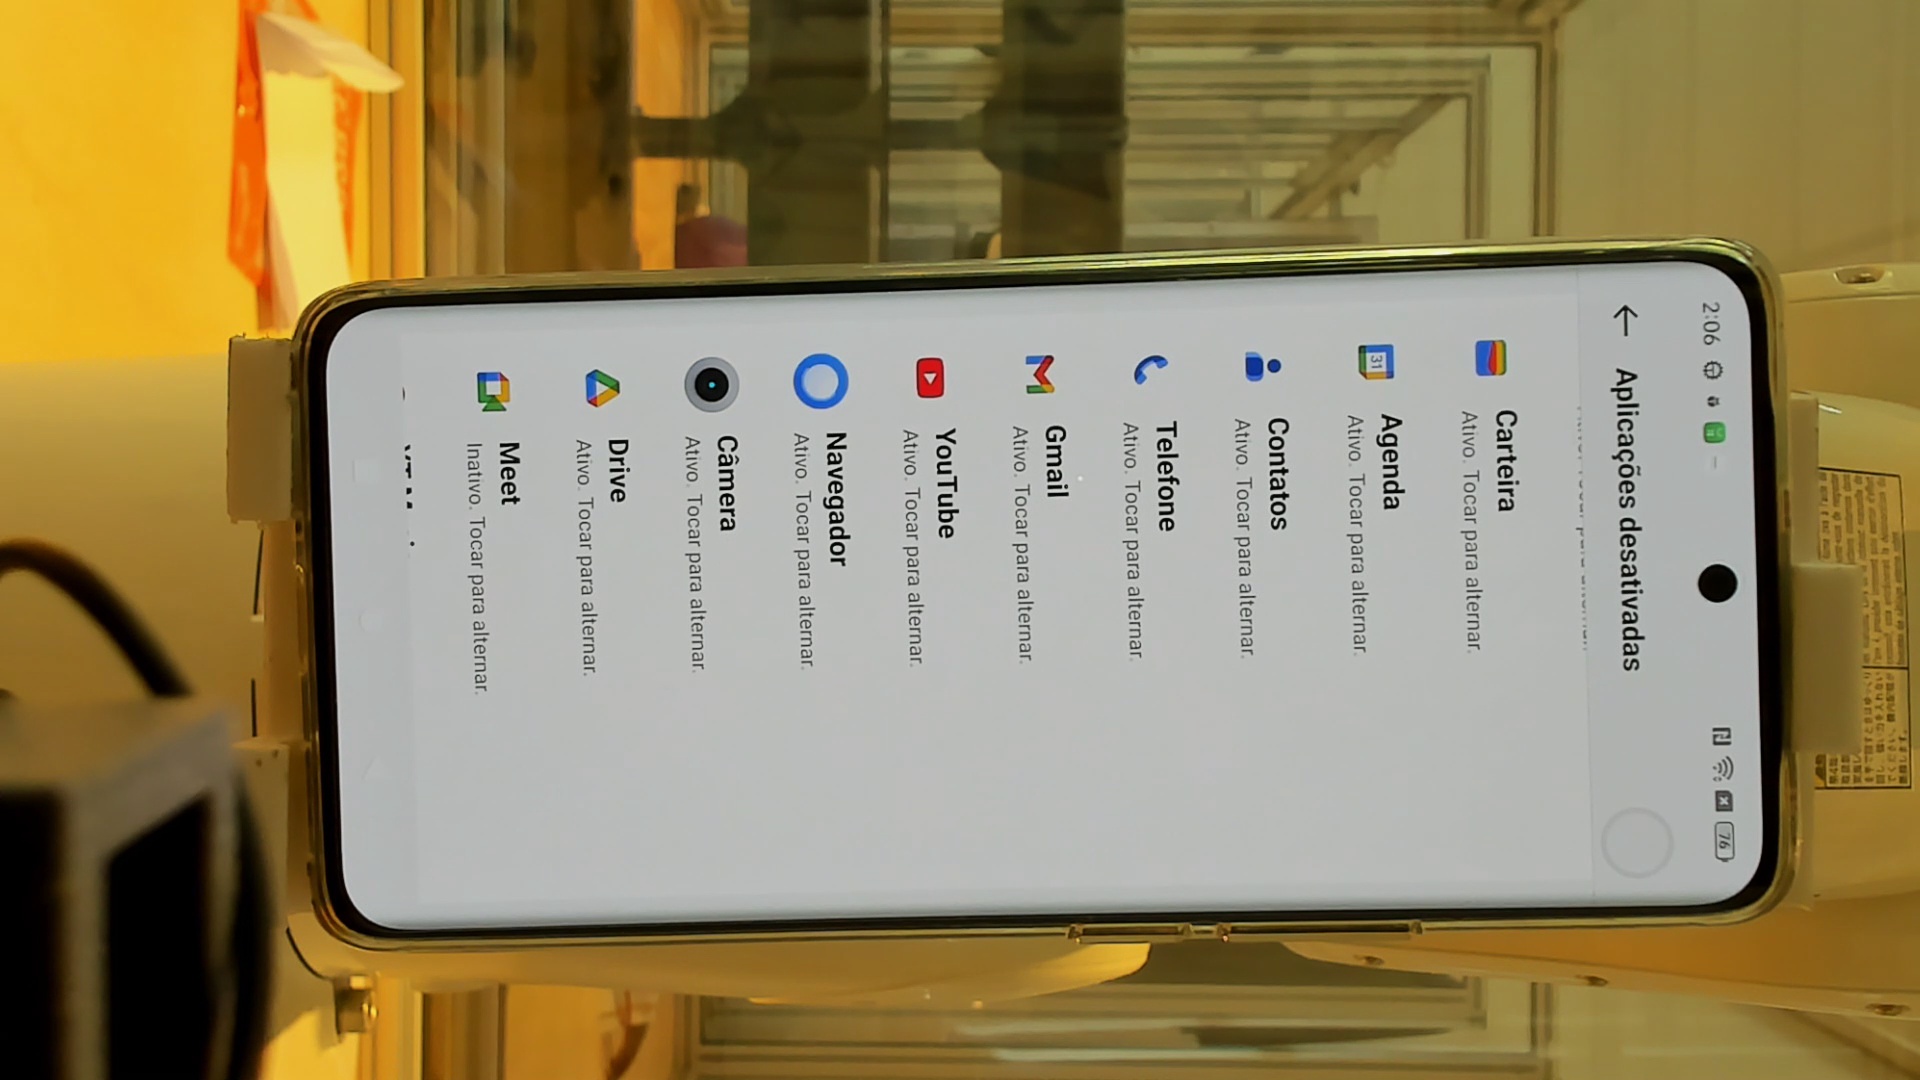 2:06
76
Aplicações desativadas
Carteira
Ativo. Tocar para alternar.
31
Agenda
Ativo. Tocar para alternar.
Contatos
Ativo. Tocar para alternar.
Telefone
Ativo. Tocar para alternar.
Gmail
Ativo. Tocar para alternar.
YouTube
Ativo. Tocar para alternar.
Navegador
Ativo. Tocar para alternar.
Câmera
Ativo. Tocar para alternar.
Drive
Ativo. Tocar para alternar.
Meet
Inativo. Tocar para alternar.